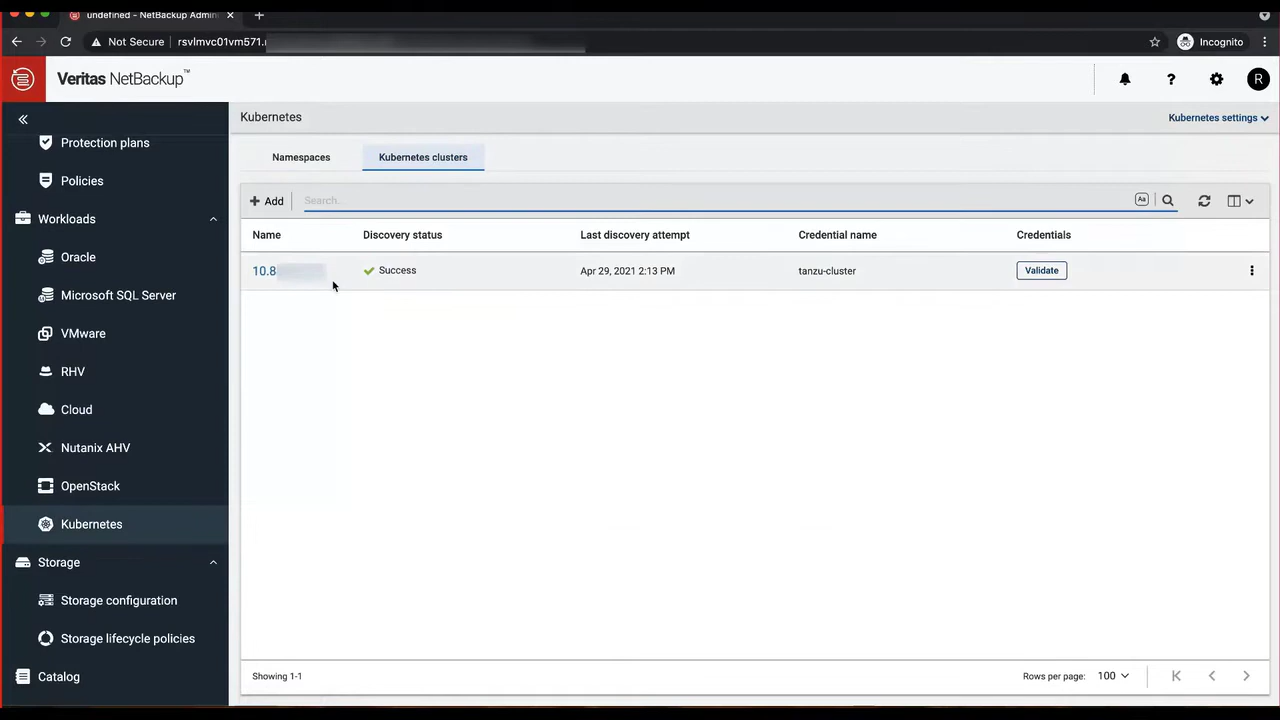 undefined - NetBackup Admin
Not Secure
rsvlmvc01vm571.
Incognito
Veritas NetBackup™
R
Protection plans
Policies
Workloads
Oracle
Microsoft SQL Server
VMware
RHV
Cloud
Nutanix AHV
OpenStack
Kubernetes
Storage
Storage configuration
Storage lifecycle policies
Catalog
Kubernetes
Kubernetes settings
Namespaces
Kubernetes clusters
+ Add
Search...
Aa
Name Discovery status Last discovery attempt Credential name Credentials
10.8 Success Apr 29, 2021 2:13 PM tanzu-cluster Validate
Showing 1-1
Rows per page: 100